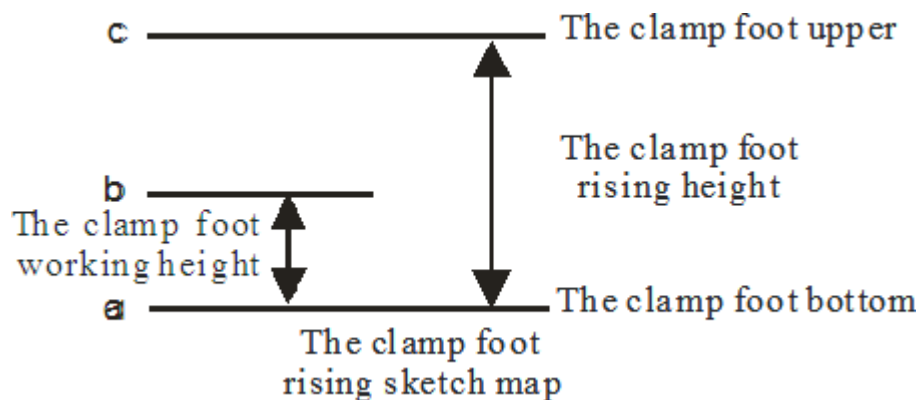 c The clamp foot upper
The clamp foot
rising height
b
The clamp foot
working height
a The clamp foot bottom
The clamp foot
rising sketch map